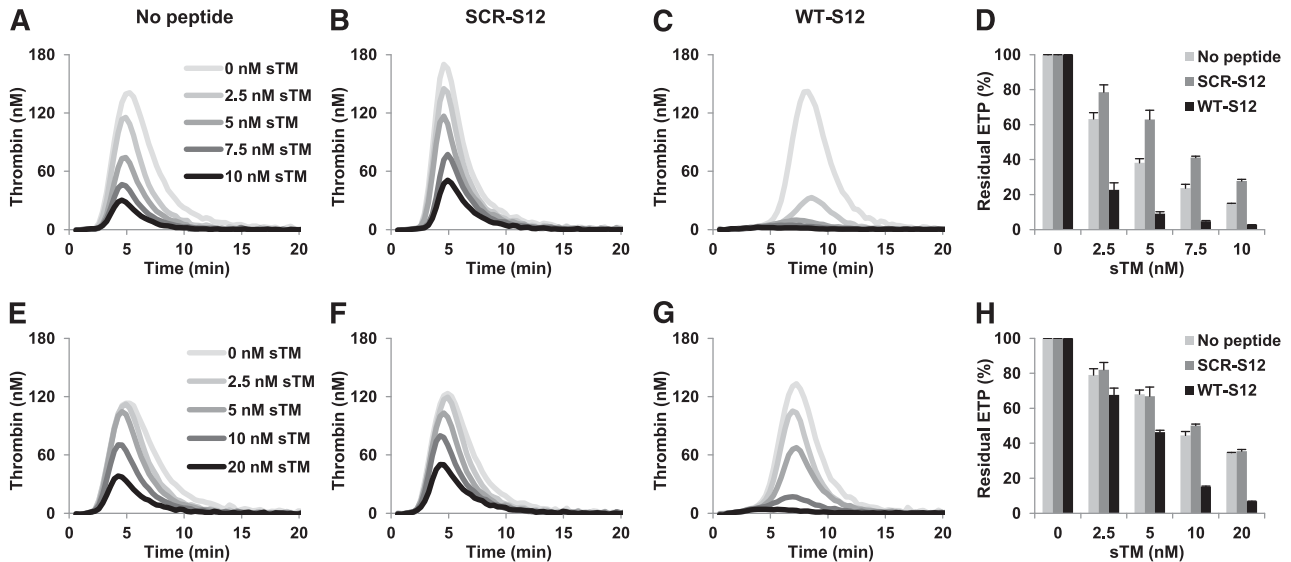 A No peptide
180
120
60
0
0 5 10 15 20
Thrombin (nM)
Time (min)
0 nM sTM
2.5 nM sTM
5 nM sTM
7.5 nM sTM
10 nM sTM
B SCR-S12
180
120
60
0
0 5 10 15 20
Thrombin (nM)
Time (min)
C WT-S12
180
120
60
0
0 5 10 15 20
Thrombin (nM)
Time (min)
D
100
80
60
40
20
0
Residual ETP (%)
No peptide
SCR-S12
WT-S12
0 2.5 5 7.5 10
sTM (nM)
E
180
120
60
0
0 5 10 15 20
Thrombin (nM)
Time (min)
0 nM sTM
2.5 nM sTM
5 nM sTM
10 nM sTM
20 nM sTM
F
180
120
60
0
0 5 10 15 20
Thrombin (nM)
Time (min)
G
180
120
60
0
0 5 10 15 20
Thrombin (nM)
Time (min)
H
100
80
60
40
20
0
Residual ETP (%)
No peptide
SCR-S12
WT-S12
0 2.5 5 10 20
sTM (nM)